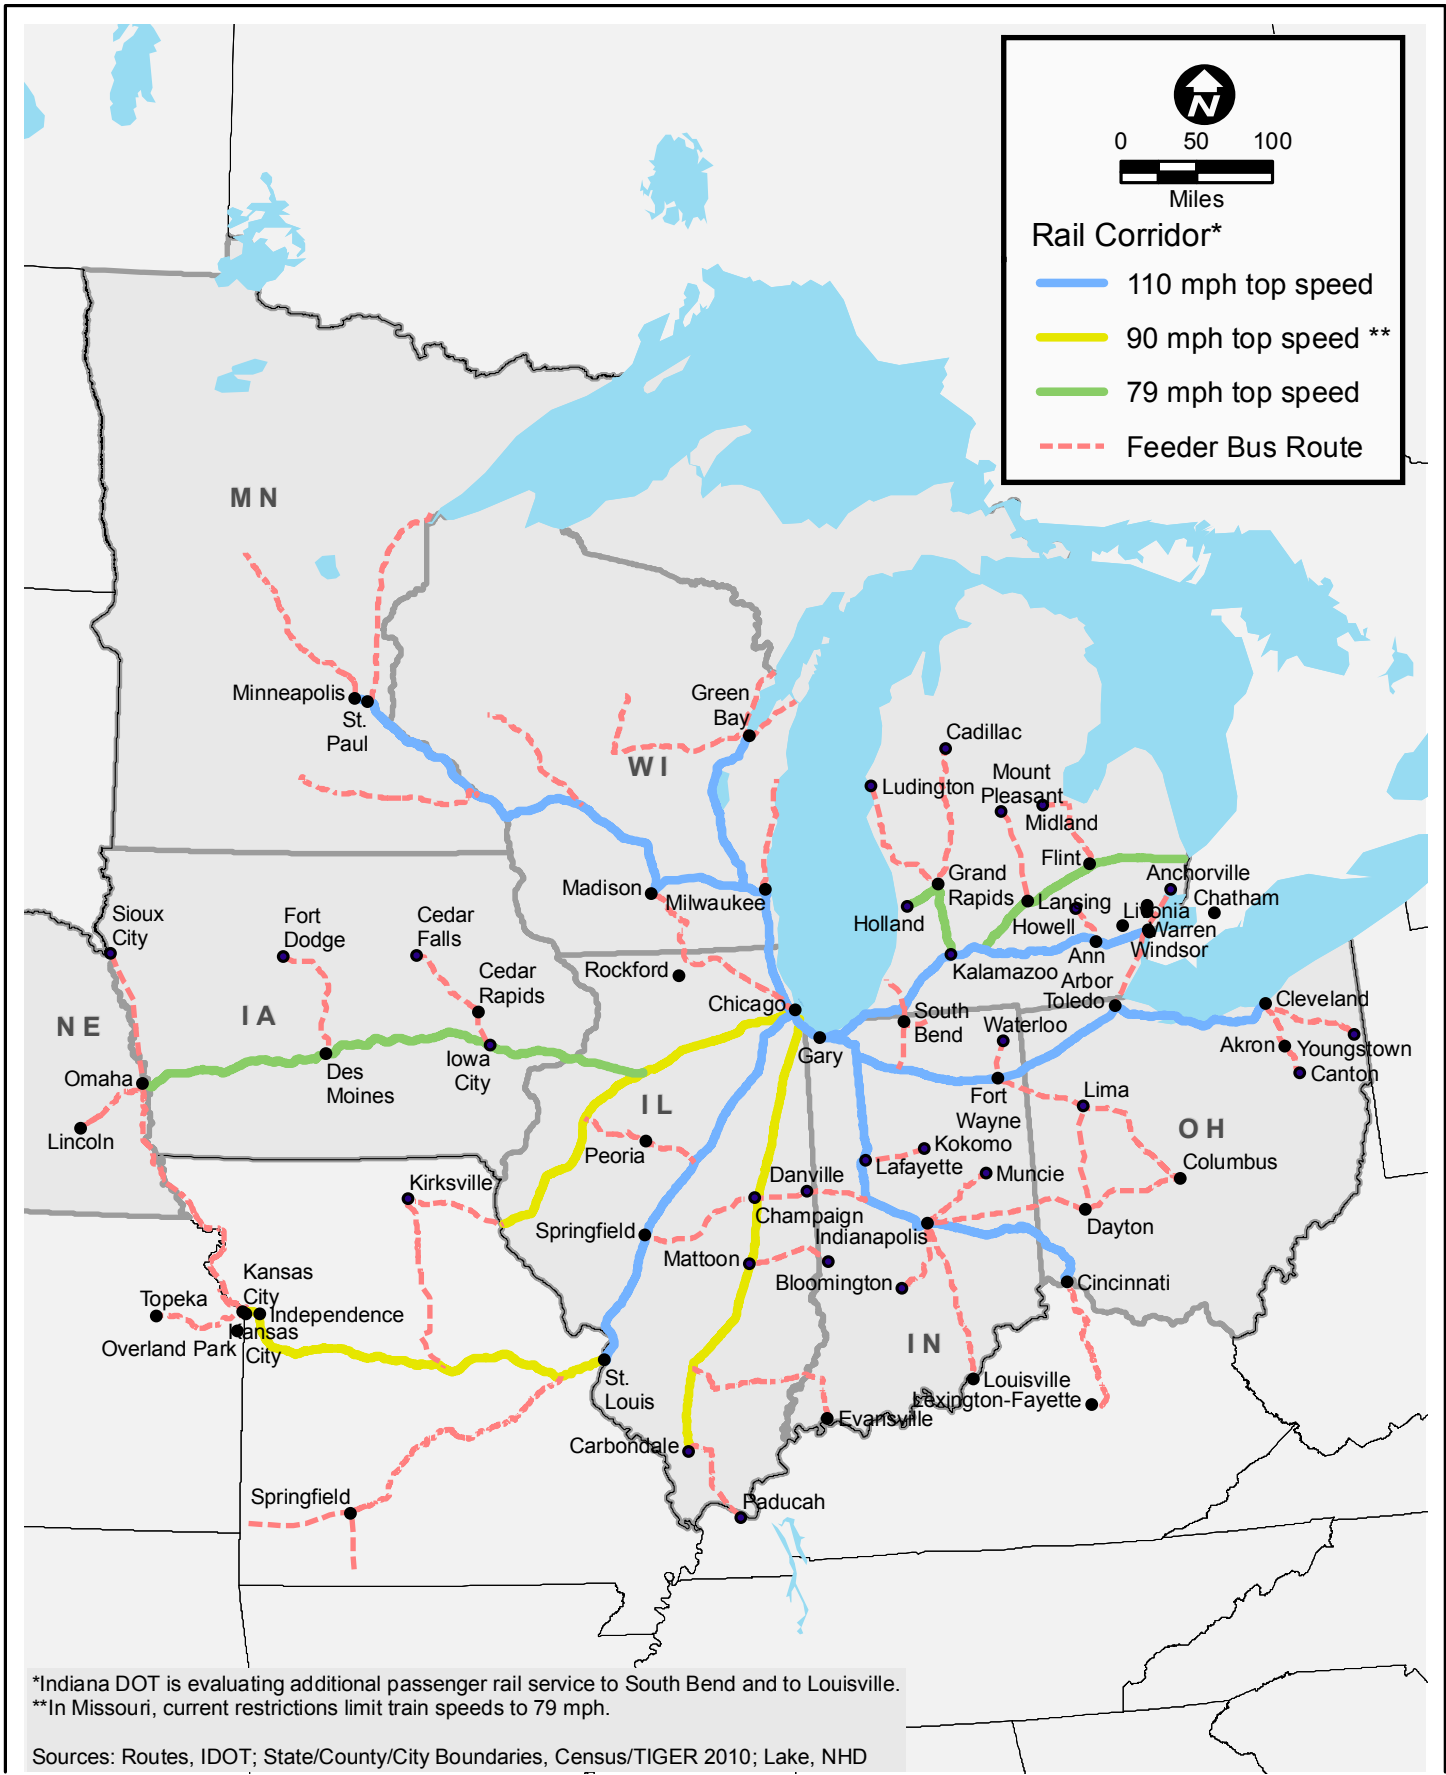 N
0 50 100
Miles
Rail Corridor*
110 mph top speed
90 mph top speed **
79 mph top speed
Feeder Bus Route
MN
Minneapolis
St.
Paul
Green
Bay
WI
Cadillac
Ludington
Mount
Pleasant
Midland
Flint
Grand
Rapids
Lansing
Howell
Holland
Anchorville
Chatham
Livonia
Warren
Windsor
Ann
Arbor
Kalamazoo
Madison
Milwaukee
Sioux
City
Fort
Dodge
Cedar
Falls
Cedar
Rapids
Rockford
Chicago
Gary
South
Bend
Waterloo
Toledo
Cleveland
Akron
Youngstown
Canton
NE
IA
Omaha
Lincoln
Des
Moines
Iowa
City
IL
Peoria
Fort
Wayne
Lima
OH
Columbus
Kokomo
Lafayette
Muncie
Dayton
Kirksville
Springfield
Danville
Champaign
Indianapolis
Mattoon
Bloomington
Cincinnati
Kansas
City
Topeka
Independence
Overland Park
Kansas
City
IN
St.
Louis
Louisville
Lexington-Fayette
Evansville
Carbondale
Paducah
Springfield
*Indiana DOT is evaluating additional passenger rail service to South Bend and to Louisville.
**In Missouri, current restrictions limit train speeds to 79 mph.
Sources: Routes, IDOT; State/County/City Boundaries, Census/TIGER 2010; Lake, NHD